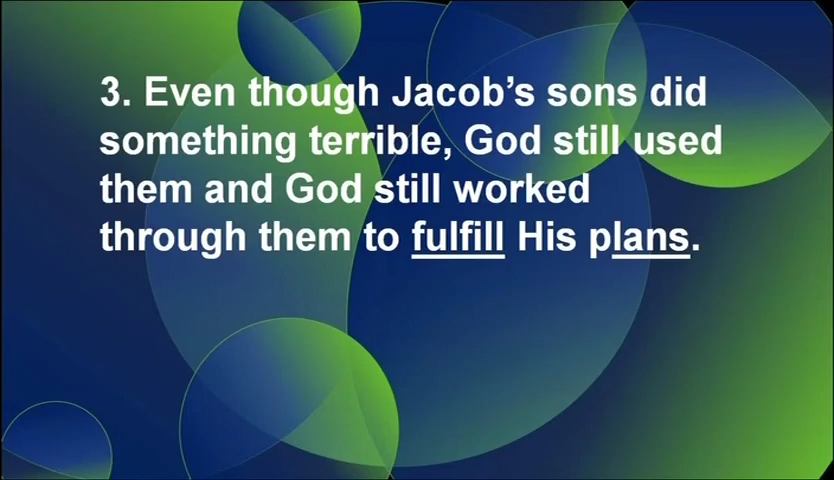 3. Even though Jacob’s sons did
something terrible, God still used
them and God still worked
through them to fulfill His plans.